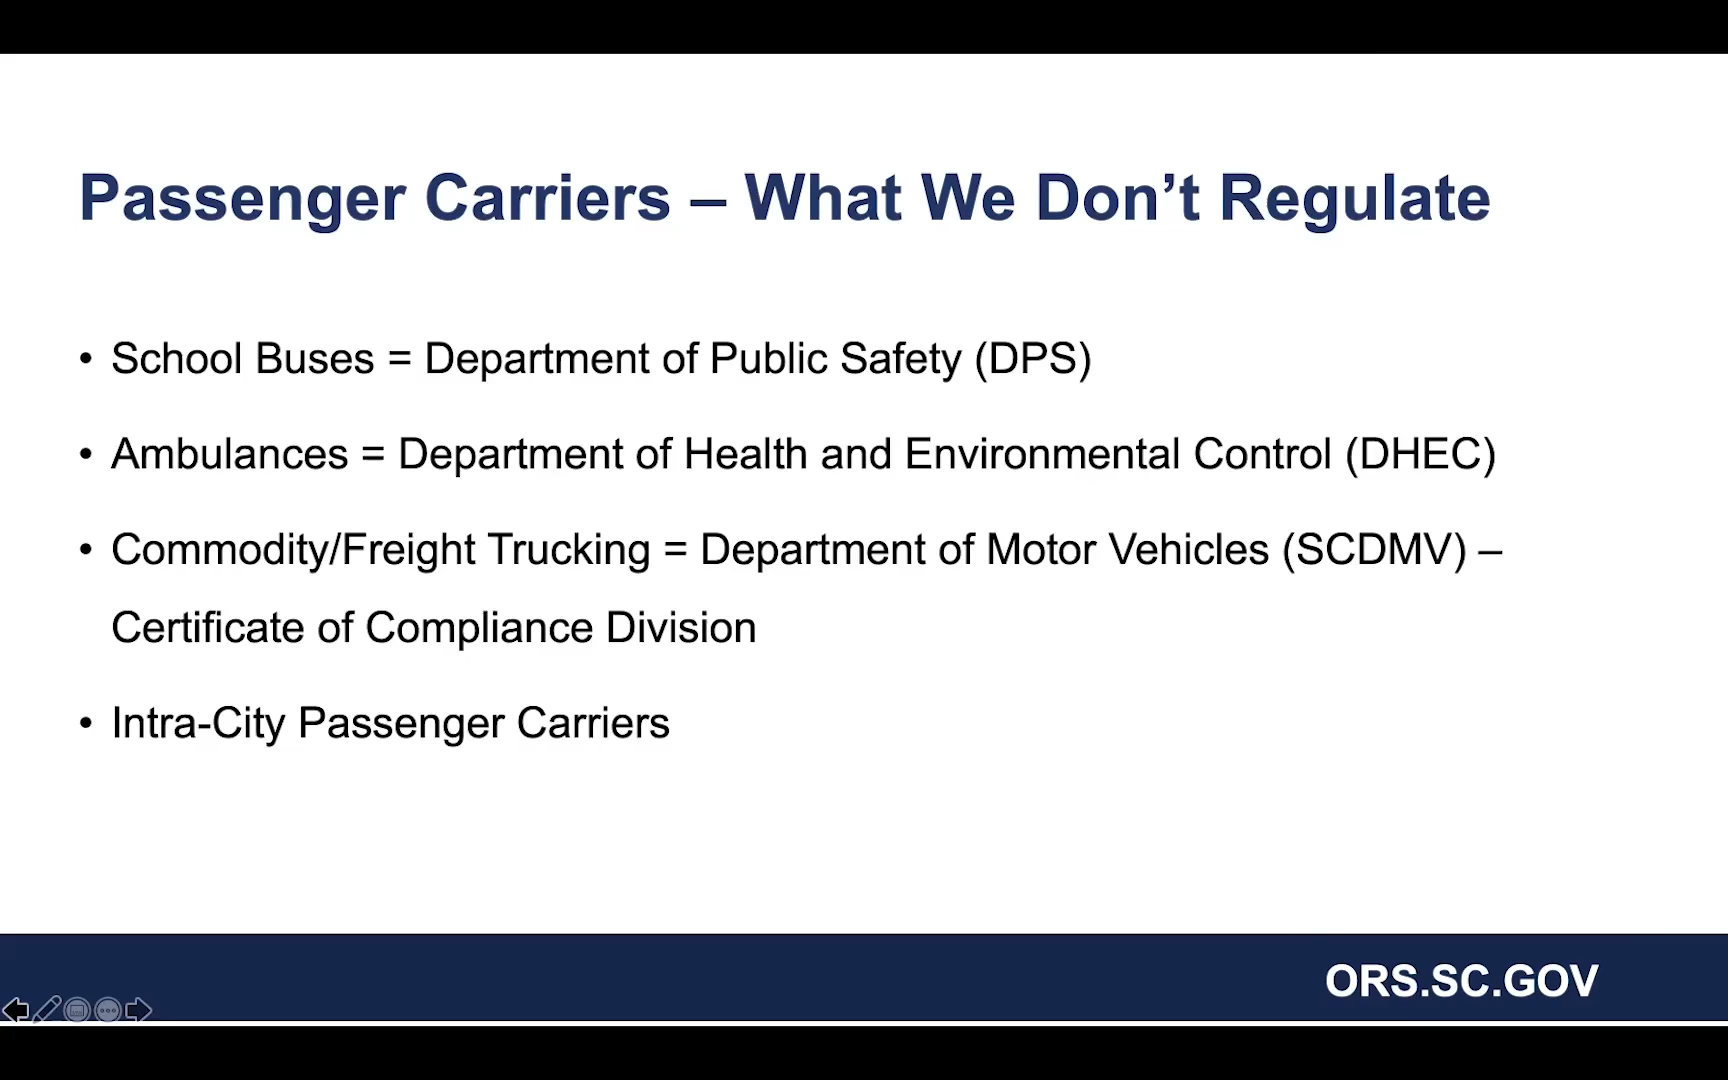 Passenger Carriers – What We Don’t Regulate
• School Buses = Department of Public Safety (DPS)
• Ambulances = Department of Health and Environmental Control (DHEC)
• Commodity/Freight Trucking = Department of Motor Vehicles (SCDMV) –
Certificate of Compliance Division
• Intra-City Passenger Carriers
ORS.SC.GOV